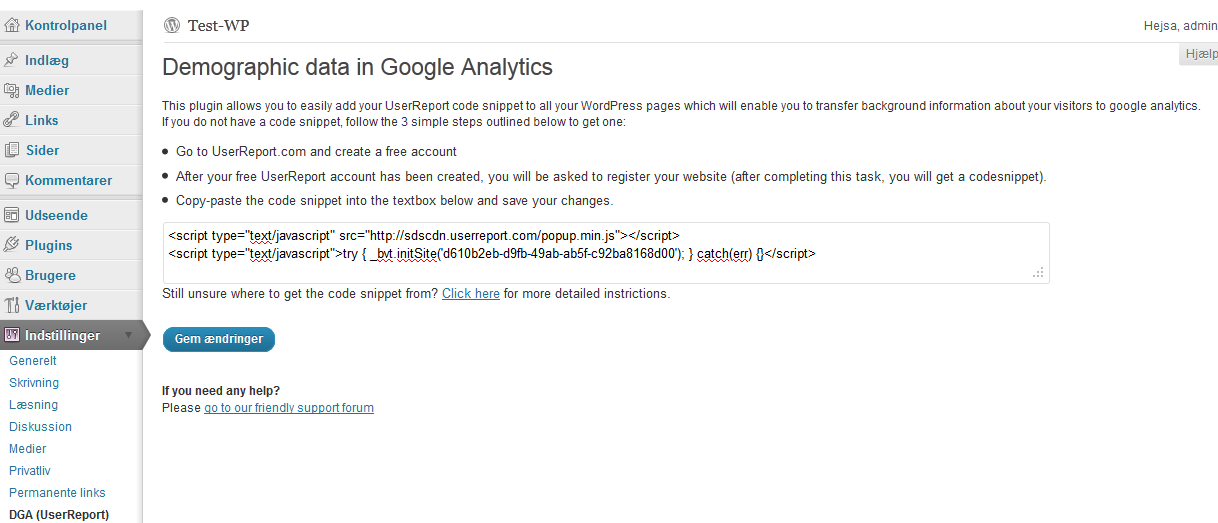 Kontrolpanel
Indlæg
Medier
Links
Sider
Kommentarer
Udseende
Plugins
Brugere
Værktøjer
Indstillinger
Generelt
Skrivning
Læsning
Diskussion
Medier
Privatliv
Permanente links
DGA (UserReport)
Test-WP
Hejsa, admin
Hjælp
Demographic data in Google Analytics
This plugin allows you to easily add your UserReport code snippet to all your WordPress pages which will enable you to transfer background information about your visitors to google analytics.
If you do not have a code snippet, follow the 3 simple steps outlined below to get one:
Go to UserReport.com and create a free account
After your free UserReport account has been created, you will be asked to register your website (after completing this task, you will get a codesnippet).
Copy-paste the code snippet into the textbox below and save your changes.
<script type="text/javascript" src="http://sdscdn.userreport.com/popup.min.js"></script>
<script type="text/javascript">try { _bvt.initSite('d610b2eb-d9fb-49ab-ab5f-c92ba8168d00'); } catch(err) {}</script>
Still unsure where to get the code snippet from? Click here for more detailed instrictions.
Gem ændringer
If you need any help?
Please go to our friendly support forum